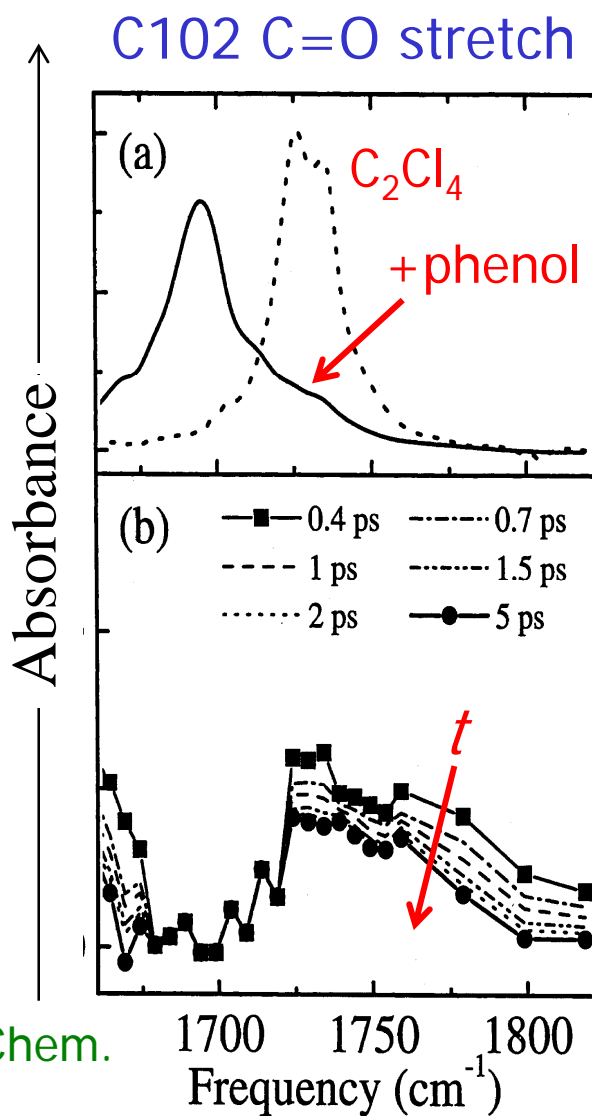 C102 C=O stretch
Absorbance
(a)
C₂Cl₄
+phenol
(b)
0.4 ps 0.7 ps
1 ps 1.5 ps
2 ps 5 ps
t
Chem.
1700 1750 1800
Frequency (cm⁻¹)